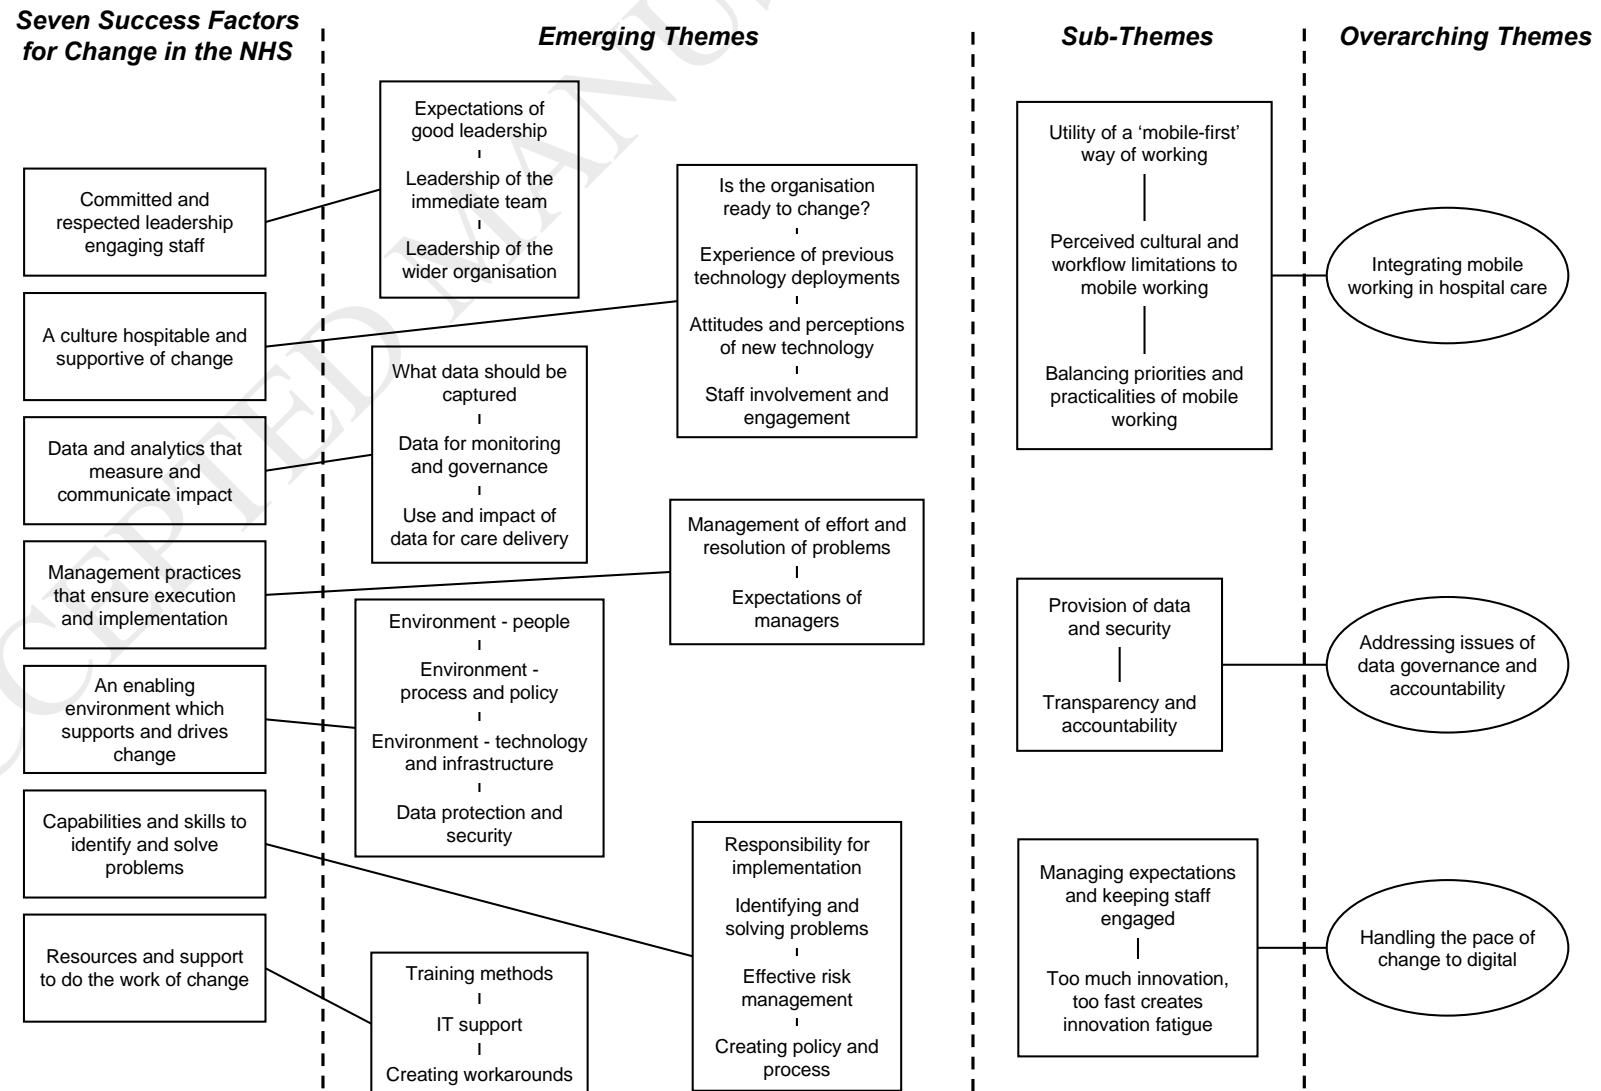 Seven Success Factors
for Change in the NHS
Emerging Themes
Sub-Themes
Overarching Themes
Committed and
respected leadership
engaging staff
A culture hospitable and
supportive of change
Data and analytics that
measure and
communicate impact
Management practices
that ensure execution
and implementation
An enabling
environment which
supports and drives
change
Capabilities and skills to
identify and solve
problems
Resources and support
to do the work of change
Expectations of
good leadership
Leadership of the
immediate team
Leadership of the
wider organisation
Is the organisation
ready to change?
Experience of previous
technology deployments
Attitudes and perceptions
of new technology
Staff involvement and
engagement
What data should be
captured
Data for monitoring
and governance
Use and impact of
data for care delivery
Management of effort and
resolution of problems
Expectations of
managers
Environment - people
Environment -
process and policy
Environment - technology
and infrastructure
Data protection and
security
Responsibility for
implementation
Identifying and
solving problems
Effective risk
management
Creating policy and
process
Training methods
IT support
Creating workarounds
Utility of a ‘mobile-first’
way of working
Perceived cultural and
workflow limitations to
mobile working
Balancing priorities and
practicalities of mobile
working
Provision of data
and security
Transparency and
accountability
Managing expectations
and keeping staff
engaged
Too much innovation,
too fast creates
innovation fatigue
Integrating mobile
working in hospital care
Addressing issues of
data governance and
accountability
Handling the pace of
change to digital
CCEPTED MANU